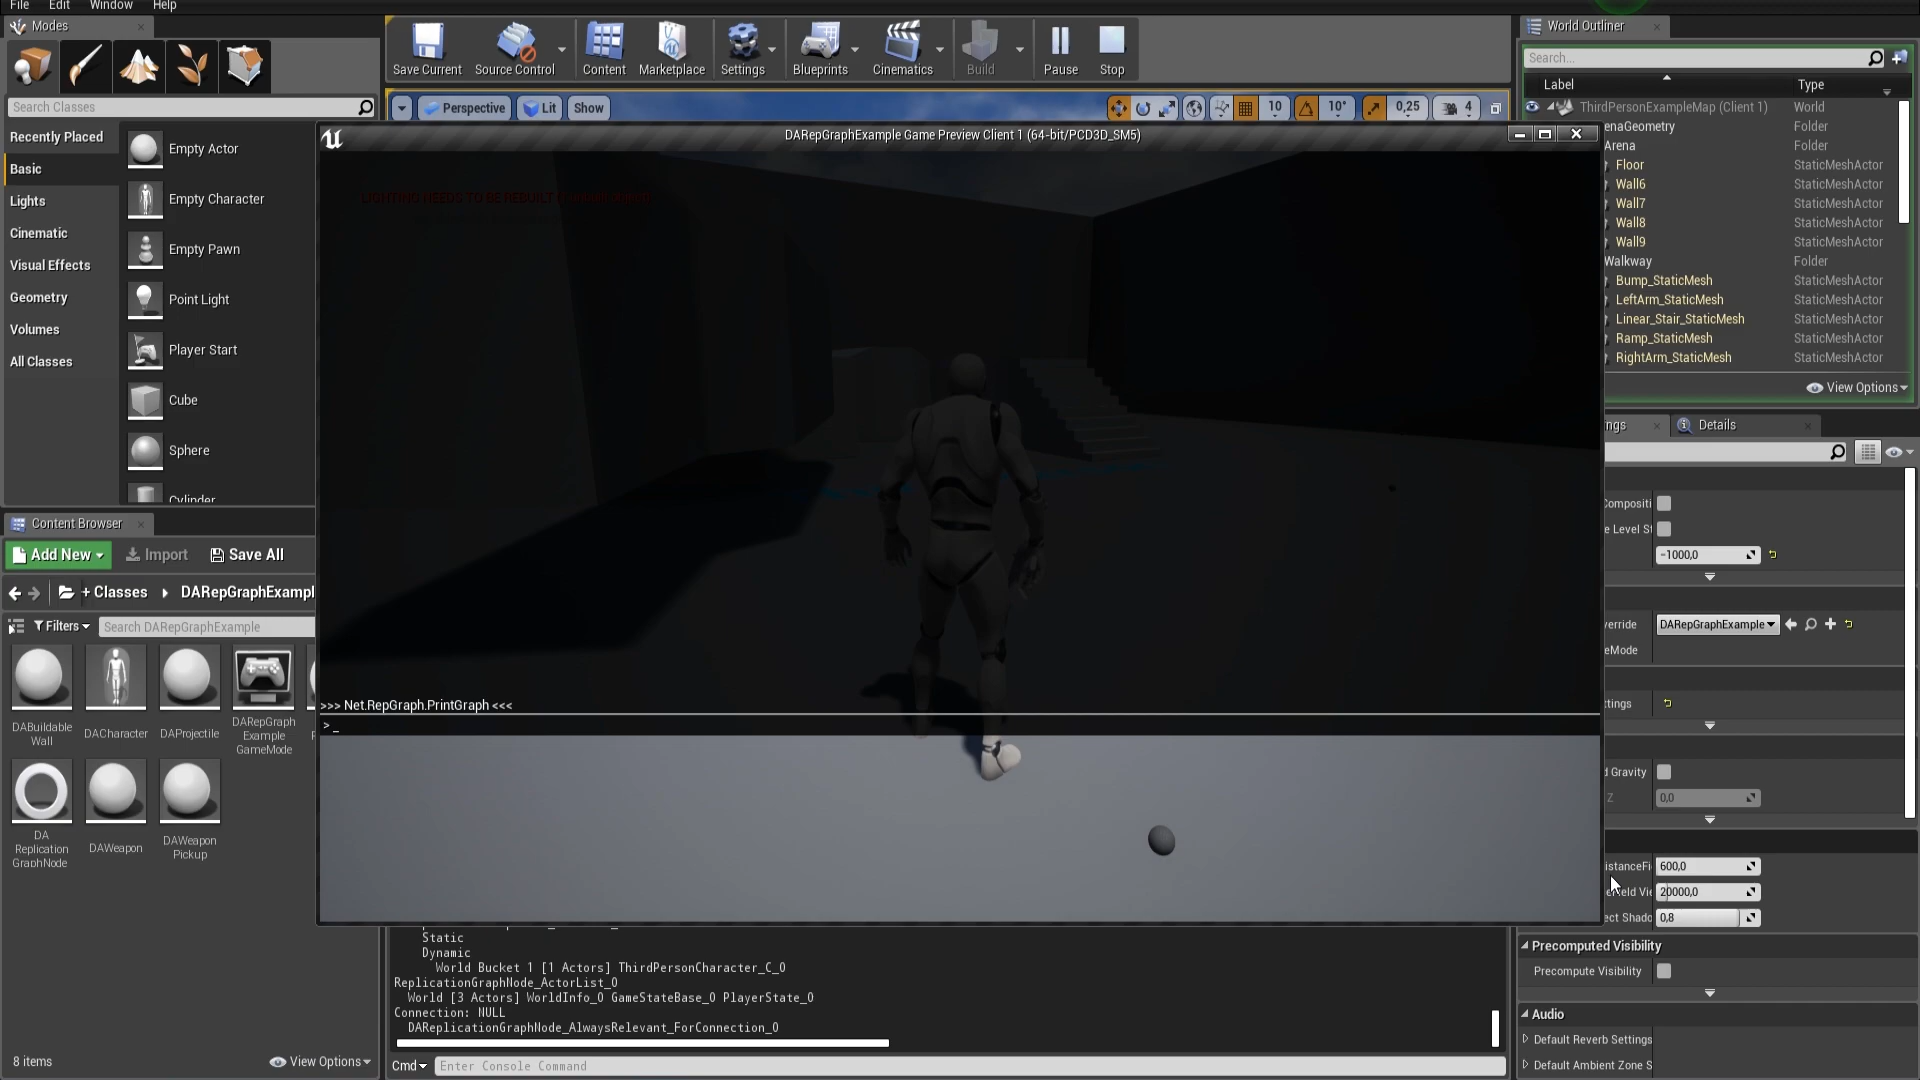 File Edit Window Help
Modes
Save Current
Source Control
Content
Marketplace
Settings
Blueprints
Cinematics
Build
Pause
Stop
World Outliner
Search...
Label Type
ThirdPersonExampleMap (Client 1) World
enaGeometry Folder
Arena Folder
Floor StaticMeshActor
Wall6 StaticMeshActor
Wall7 StaticMeshActor
Wall8 StaticMeshActor
Wall9 StaticMeshActor
Walkway Folder
Bump_StaticMesh StaticMeshActor
LeftArm_StaticMesh StaticMeshActor
Linear_Stair_StaticMesh StaticMeshActor
Ramp_StaticMesh StaticMeshActor
RightArm_StaticMesh StaticMeshActor
View Options
Search Classes
Recently Placed
Basic
Lights
Cinematic
Visual Effects
Geometry
Volumes
All Classes
Empty Actor
Empty Character
Empty Pawn
Point Light
Player Start
Cube
Sphere
Cylinder
Perspective Lit Show
10 10° 0,25 4
DARepGraphExample Game Preview Client 1 (64-bit/PCD3D_SM5)
LIGHTING NEEDS TO BE REBUILT
>>> Net.RepGraph.PrintGraph <<<
>_
Content Browser
Add New Import Save All
+ Classes DARepGraphExampl
Filters Search DARepGraphExample
DABuildable
Wall
DACharacter
DAProjectile
DARepGraph
Example
GameMode
DA
Replication
GraphNode
DAWeapon
DAWeapon
Pickup
8 items View Options
Static
Dynamic
World Bucket 1 [1 Actors] ThirdPersonCharacter_C_0
ReplicationGraphNode_ActorList_0
World [3 Actors] WorldInfo_0 GameStateBase_0 PlayerState_0
Connection: NULL
DAReplicationGraphNode_AlwaysRelevant_ForConnection_0
Cmd Enter Console Command
ngs Details
Compositi
e Level St
-1000,0
erride DARepGraphExample
eMode
ttings
d Gravity
Z 0,0
istanceFi 600,0
eld Vie 20000,0
ect Shado 0,8
Precomputed Visibility
Precompute Visibility
Audio
Default Reverb Settings
Default Ambient Zone S